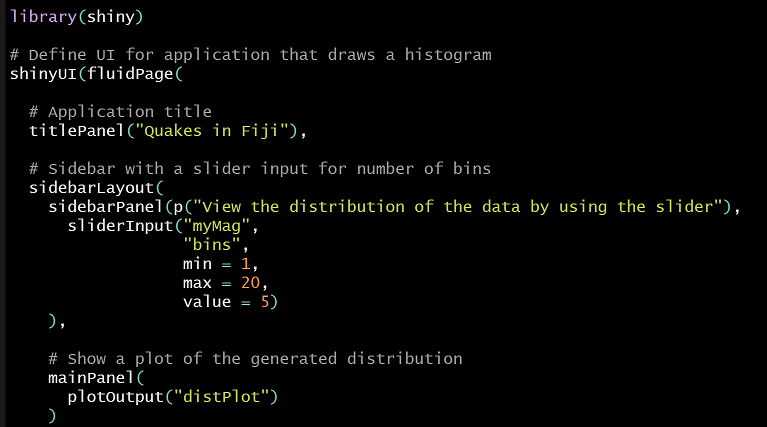 library(shiny)
# Define UI for application that draws a histogram
shinyUI(fluidPage(
# Application title
titlePanel("Quakes in Fiji"),
# Sidebar with a slider input for number of bins
sidebarLayout(
sidebarPanel(p("View the distribution of the data by using the slider"),
sliderInput("myMag",
"bins",
min = 1,
max = 20,
value = 5)
),
# Show a plot of the generated distribution
mainPanel(
plotOutput("distPlot")
)